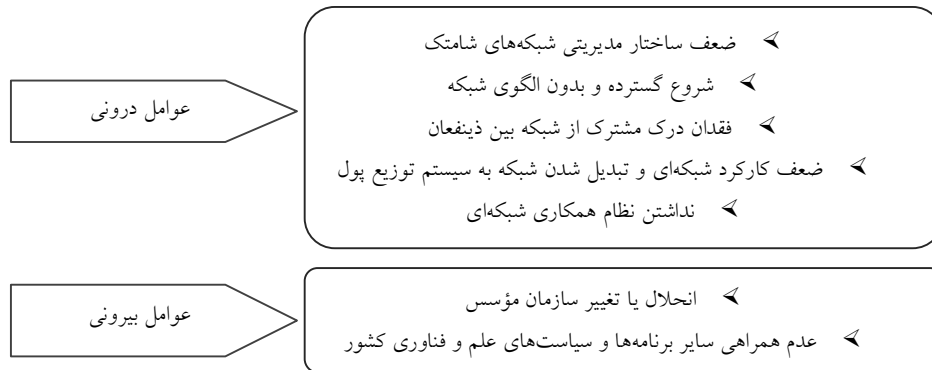 عوامل درونی
ضعف ساختار مدیریتی شبکه‌های شامتک
شروع گسترده و بدون الگوی شبکه
فقدان درک مشترک از شبکه بین ذینفعان
ضعف کارکرد شبکه‌ای و تبدیل شدن شبکه به سیستم توزیع پول
نداشتن نظام همکاری شبکه‌ای
عوامل بیرونی
انحلال یا تغییر سازمان مؤسس
عدم همراهی سایر برنامه‌ها و سیاست‌های علم و فناوری کشور